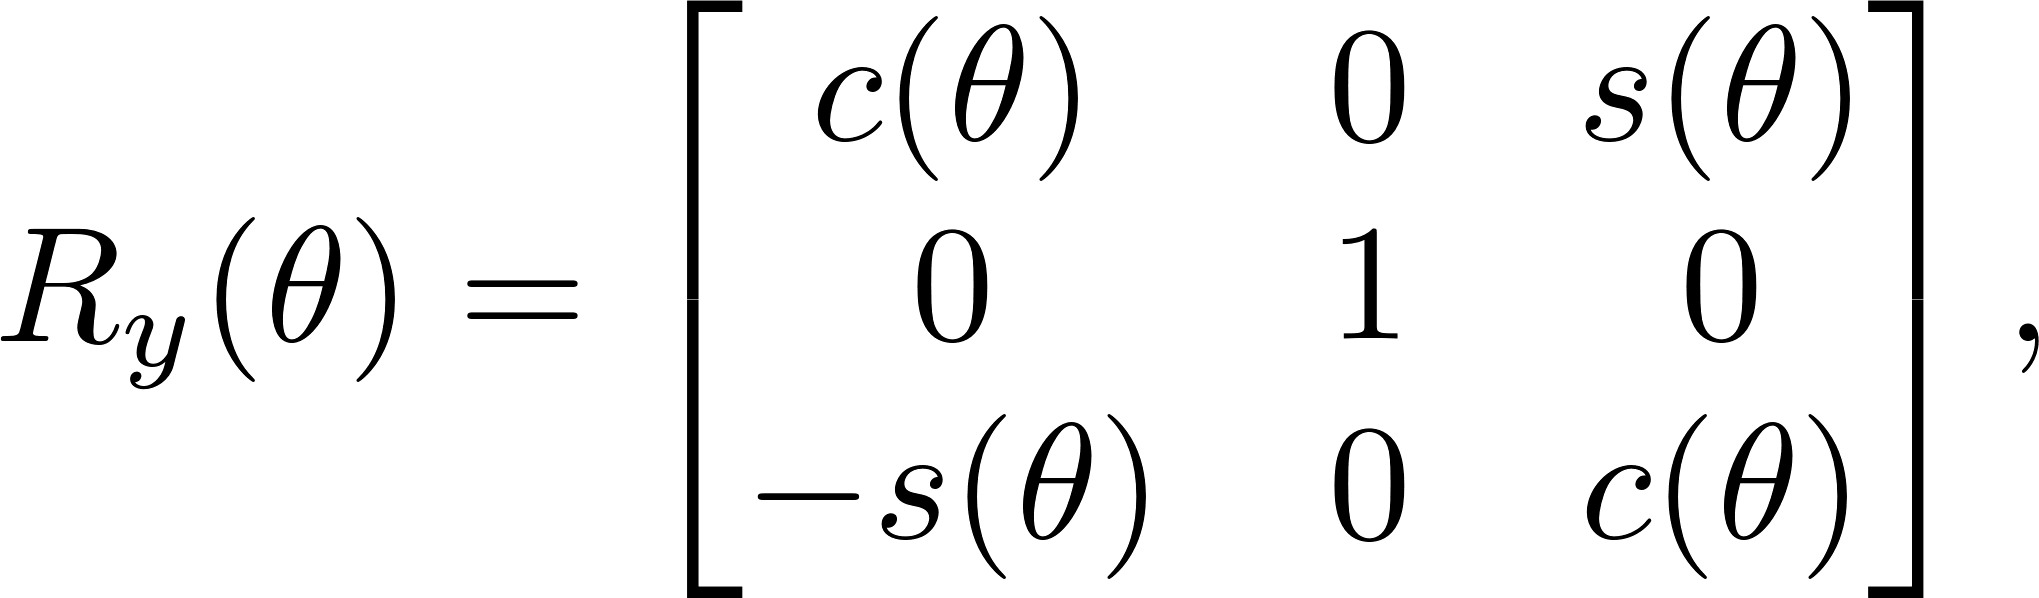 R_y(θ) = [ c(θ) 0 s(θ)
0 1 0
−s(θ) 0 c(θ) ] ,